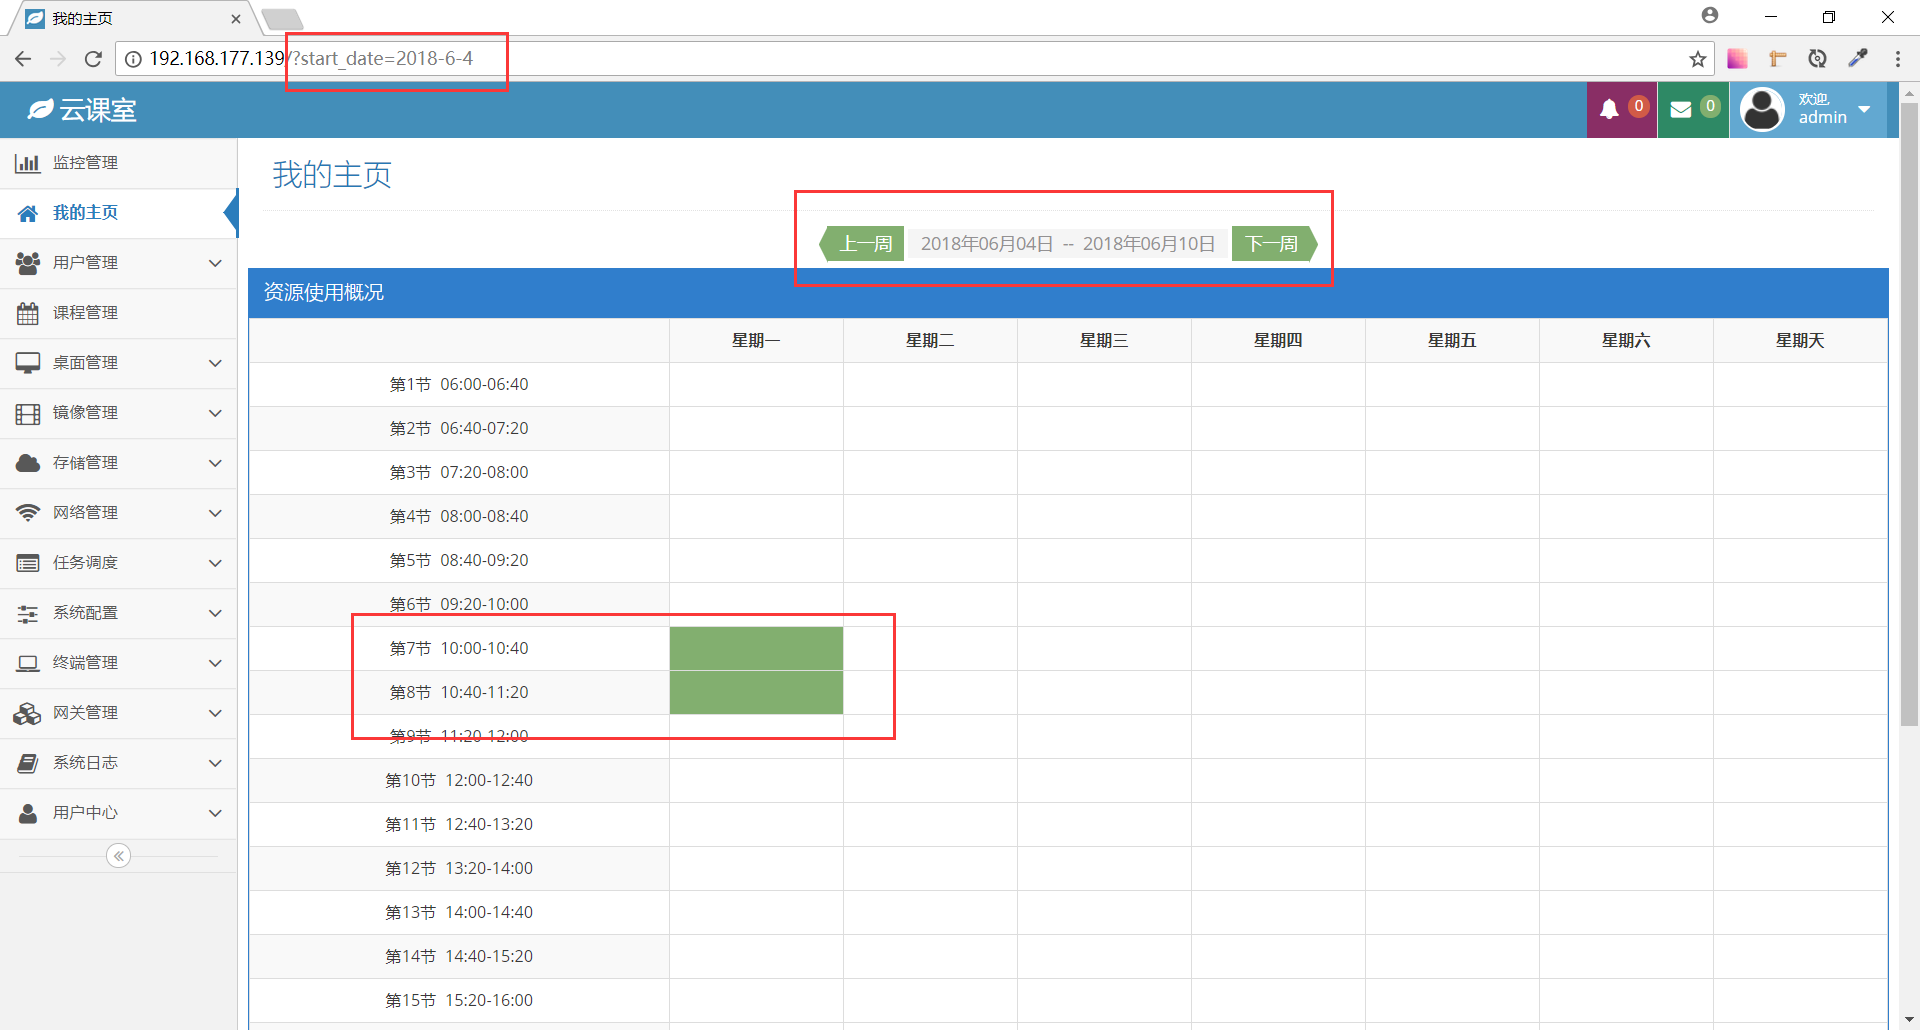 我的主页
192.168.177.139/?start_date=2018-6-4
云课室
0
0
欢迎,
admin
监控管理
我的主页
用户管理
课程管理
桌面管理
镜像管理
存储管理
网络管理
任务调度
系统配置
终端管理
网关管理
系统日志
用户中心
我的主页
上一周 2018年06月04日 -- 2018年06月10日 下一周
资源使用概况
星期一 星期二 星期三 星期四 星期五 星期六 星期天
第1节 06:00-06:40
第2节 06:40-07:20
第3节 07:20-08:00
第4节 08:00-08:40
第5节 08:40-09:20
第6节 09:20-10:00
第7节 10:00-10:40
第8节 10:40-11:20
第9节 11:20-12:00
第10节 12:00-12:40
第11节 12:40-13:20
第12节 13:20-14:00
第13节 14:00-14:40
第14节 14:40-15:20
第15节 15:20-16:00